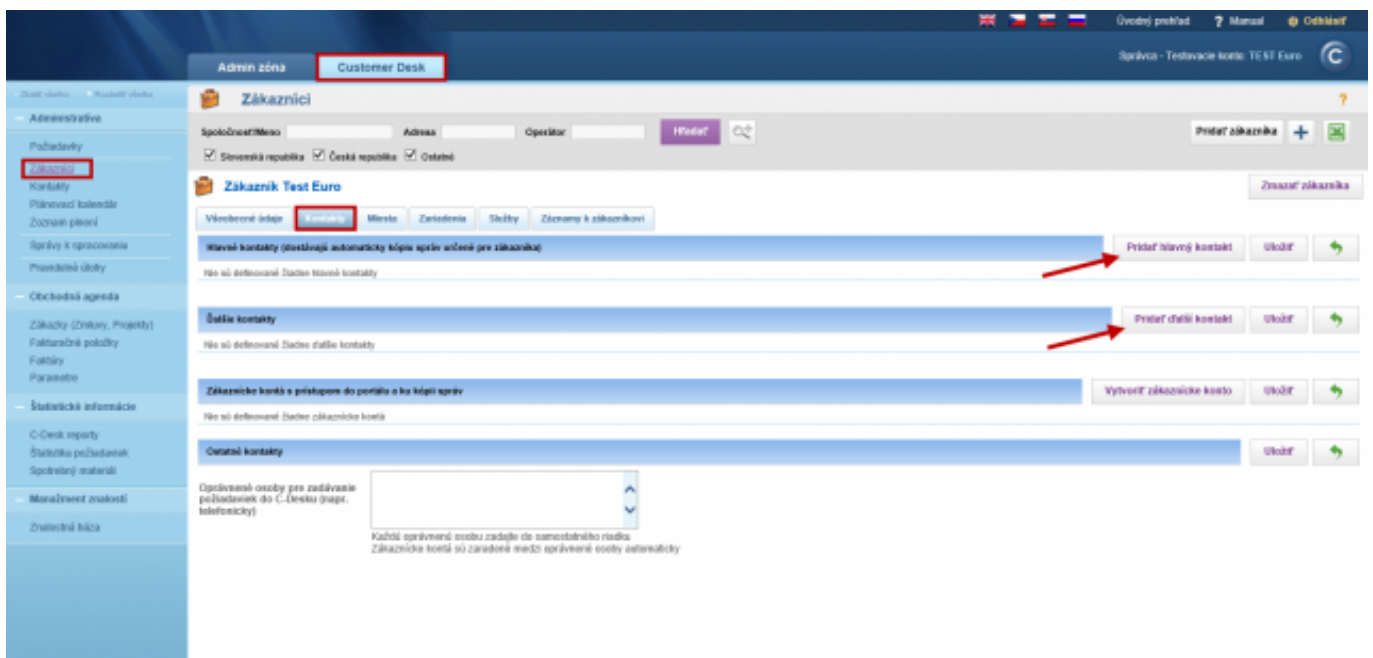 Úvodný prehľad ? Manual Odhlásiť
Admin zóna Customer Desk
Správca - Testovacie konto: TEST Euro C
Zákazníci ?
Administratíva
Spoločnosť/Meno Adresa Operátor Hľadať Pridať zákazníka
Slovenská republika Česká republika Ostatné
Požiadavky
Zákazníci
Kontakty
Plánovací kalendár
Zoznam plnení
Správy k spracovaniu
Pravidelné úlohy
Obchodná agenda
Zákazky (Zmluvy, Projekty)
Fakturačné položky
Faktúry
Parametre
Štatistické informácie
C-Desk reporty
Štatistika požiadaviek
Spotrebný materiál
Manažment znalostí
Znalostná báza
Zákazník Test Euro Zmazať zákazníka
Všeobecné údaje Kontakty Miesta Zariadenia Služby Záznamy k zákazníkovi
Hlavné kontakty (dostávajú automaticky kópiu správ určené pre zákazníka) Pridať hlavný kontakt Uložiť
Nie sú definované žiadne hlavné kontakty
Ďalšie kontakty Pridať ďalší kontakt Uložiť
Nie sú definované žiadne ďalšie kontakty
Zákaznícke kontá s prístupom do portálu a ku kópii správ Vytvoriť zákaznícke konto Uložiť
Nie sú definované žiadne zákaznícke kontá
Ostatné kontakty Uložiť
Oprávnené osoby pre zadávanie
požiadaviek do C-Desku (napr.
telefonicky)
Každú oprávnenú osobu zadajte do samostatného riadku
Zákaznícke kontá sú zaradené medzi oprávnené osoby automaticky